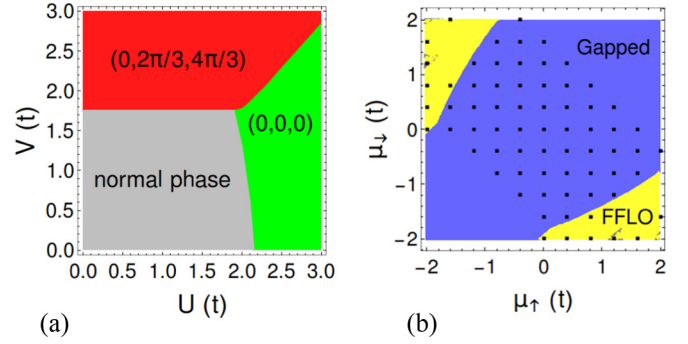 3.0
2.5
2.0
1.5
1.0
0.5
0.0
V (t)
(0,2π/3,4π/3)
(0,0,0)
normal phase
0.0 0.5 1.0 1.5 2.0 2.5 3.0
U (t)
(a)
2
1
0
−1
−2
μ↓ (t)
Gapped
FFLO
−2 −1 0 1 2
μ↑ (t)
(b)